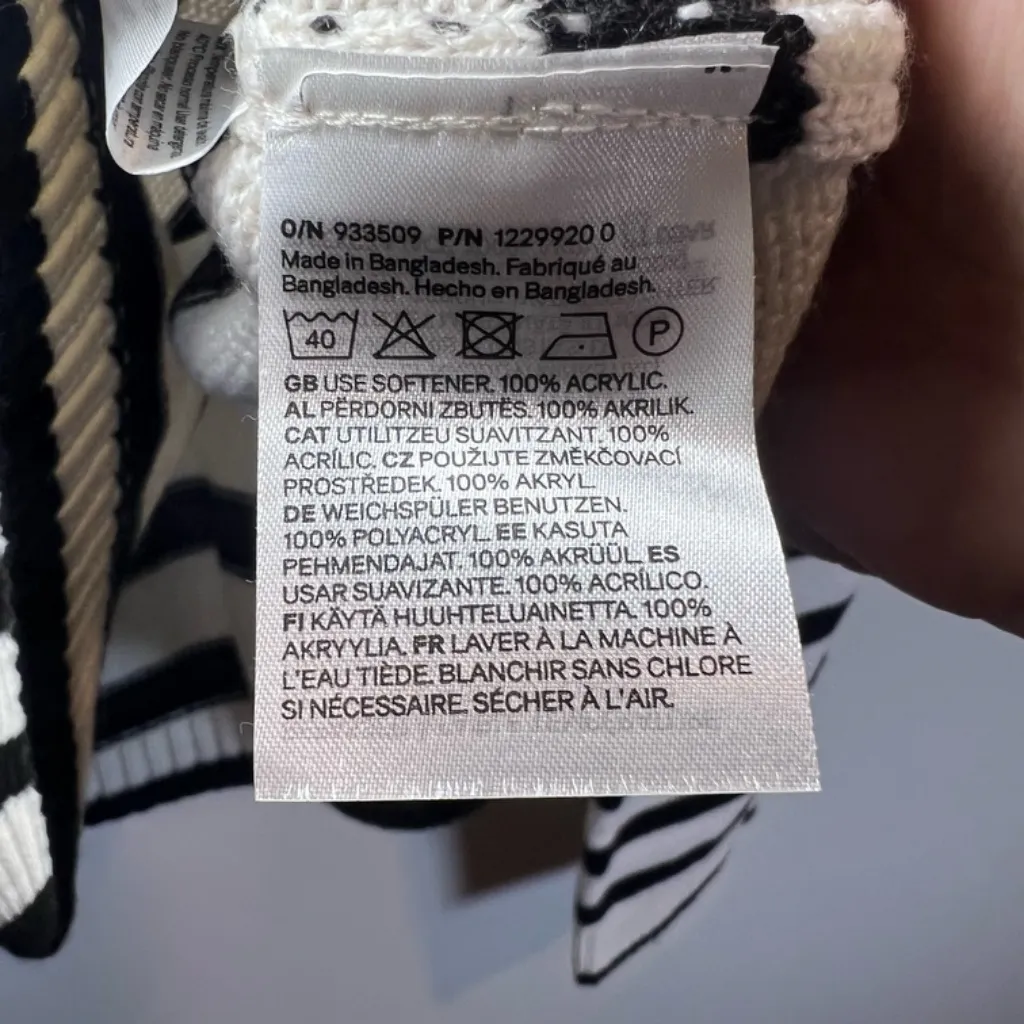 O/N 933509 P/N 1229920 0
Made in Bangladesh. Fabriqué au
Bangladesh. Hecho en Bangladesh.
40
P
GB USE SOFTENER. 100% ACRYLIC.
AL PËRDORNI ZBUTËS. 100% AKRILIK.
CAT UTILITZEU SUAVITZANT. 100%
ACRÍLIC. CZ POUŽIJTE ZMĚKČOVACÍ
PROSTŘEDEK. 100% AKRYL.
DE WEICHSPÜLER BENUTZEN.
100% POLYACRYL. EE KASUTA
PEHMENDAJAT. 100% AKRÜÜL. ES
USAR SUAVIZANTE. 100% ACRÍLICO.
FI KÄYTÄ HUUHTELUAINETTA. 100%
AKRYYLIA. FR LAVER À LA MACHINE À
L'EAU TIÈDE. BLANCHIR SANS CHLORE
SI NÉCESSAIRE. SÉCHER À L'AIR.